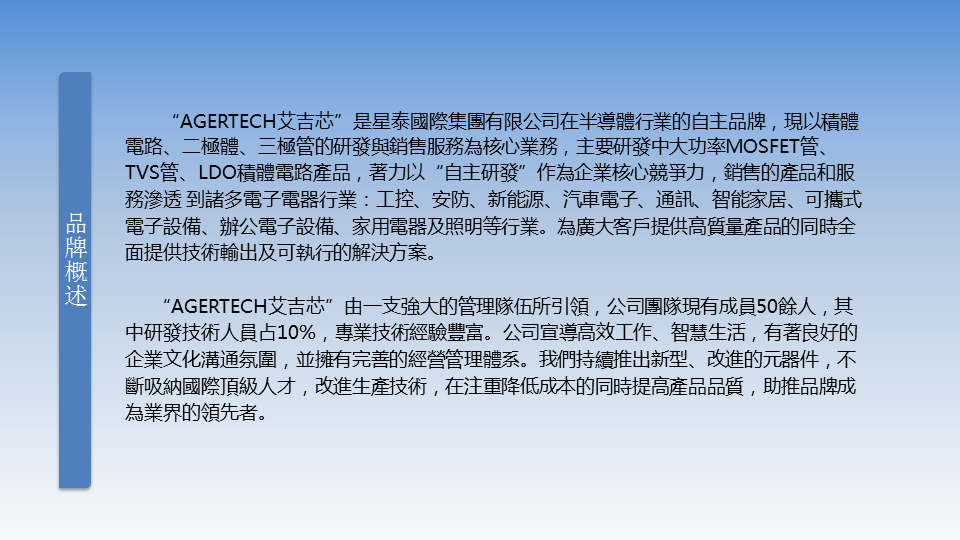 品牌概述
“AGERTECH艾吉芯”是星泰國際集團有限公司在半導體行業的自主品牌，現以積體
電路、二極體、三極管的研發與銷售服務為核心業務，主要研發中大功率MOSFET管、
TVS管、LDO積體電路產品，著力以“自主研發”作為企業核心競爭力，銷售的產品和服
務滲透 到諸多電子電器行業：工控、安防、新能源、汽車電子、通訊、智能家居、可攜式
電子設備、辦公電子設備、家用電器及照明等行業。為廣大客戶提供高質量產品的同時全
面提供技術輸出及可執行的解決方案。
“AGERTECH艾吉芯”由一支強大的管理隊伍所引領，公司團隊現有成員50餘人，其
中研發技術人員占10%，專業技術經驗豐富。公司宣導高效工作、智慧生活，有著良好的
企業文化溝通氛圍，並擁有完善的經營管理體系。我們持續推出新型、改進的元器件，不
斷吸納國際頂級人才，改進生產技術，在注重降低成本的同時提高產品品質，助推品牌成
為業界的領先者。